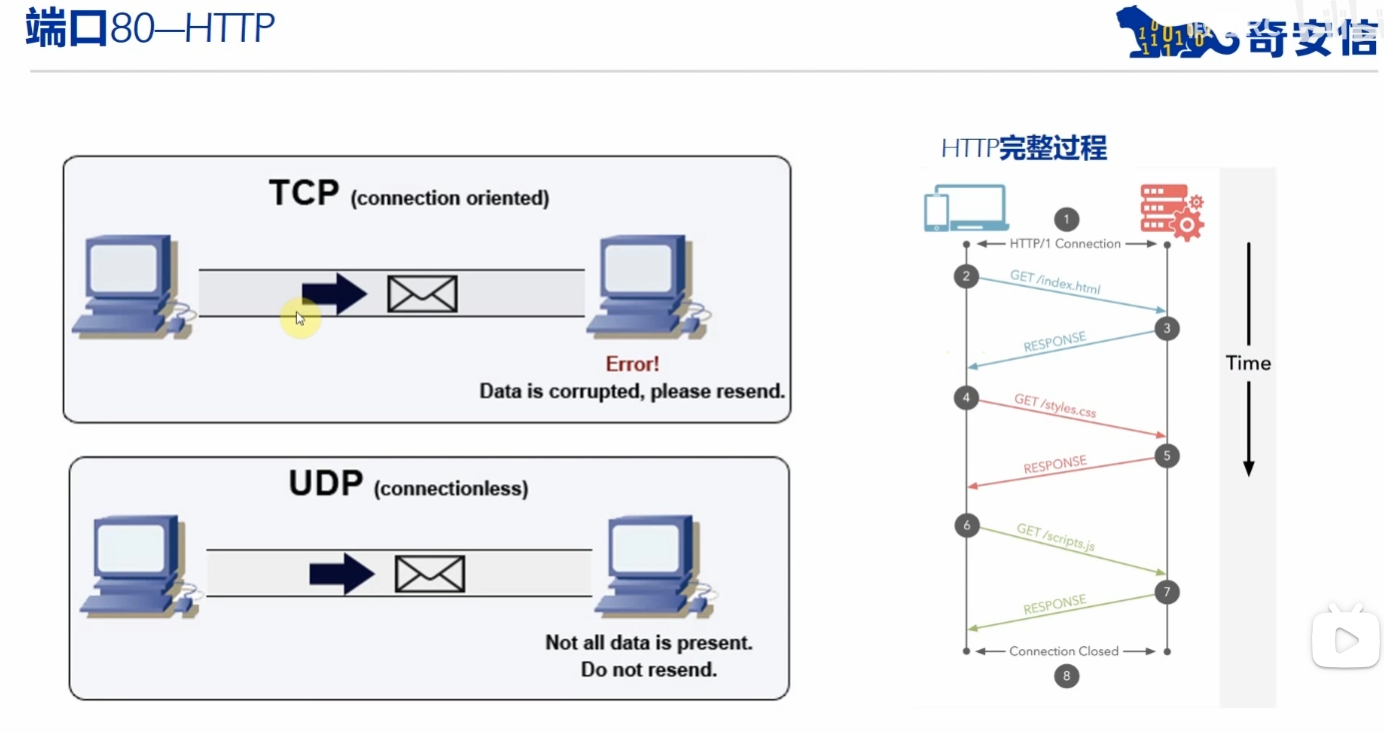 端口80—HTTP
奇安信
TCP (connection oriented)
Error!
Data is corrupted, please resend.
UDP (connectionless)
Not all data is present.
Do not resend.
HTTP完整过程
1
HTTP/1 Connection
2
GET /index.html
3
RESPONSE
4
GET /styles.css
5
RESPONSE
6
GET /scripts.js
7
RESPONSE
Connection Closed
8
Time